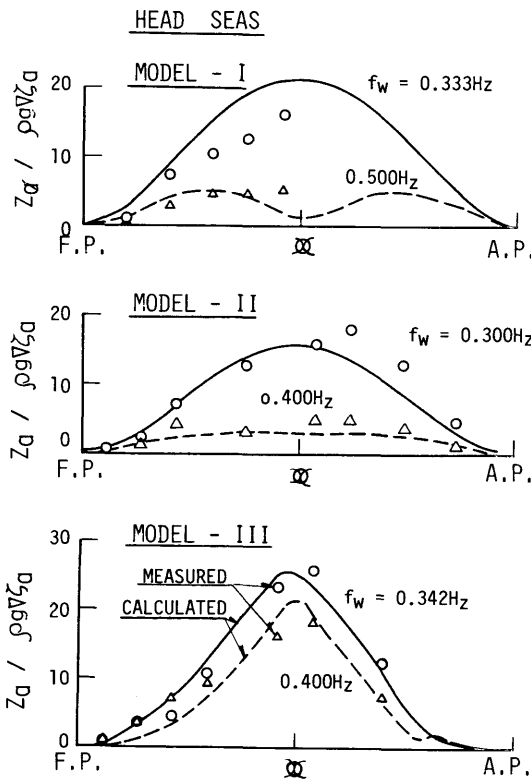 HEAD SEAS
MODEL - I
fw = 0.333Hz
20
10
0
Za / ρg∇ζa
0.500Hz
F.P.
A.P.
MODEL - II
fw = 0.300Hz
20
10
0
Za / ρg∇ζa
0.400Hz
F.P.
A.P.
MODEL - III
30
20
10
0
Za / ρg∇ζa
MEASURED
CALCULATED
fw = 0.342Hz
0.400Hz
F.P.
A.P.